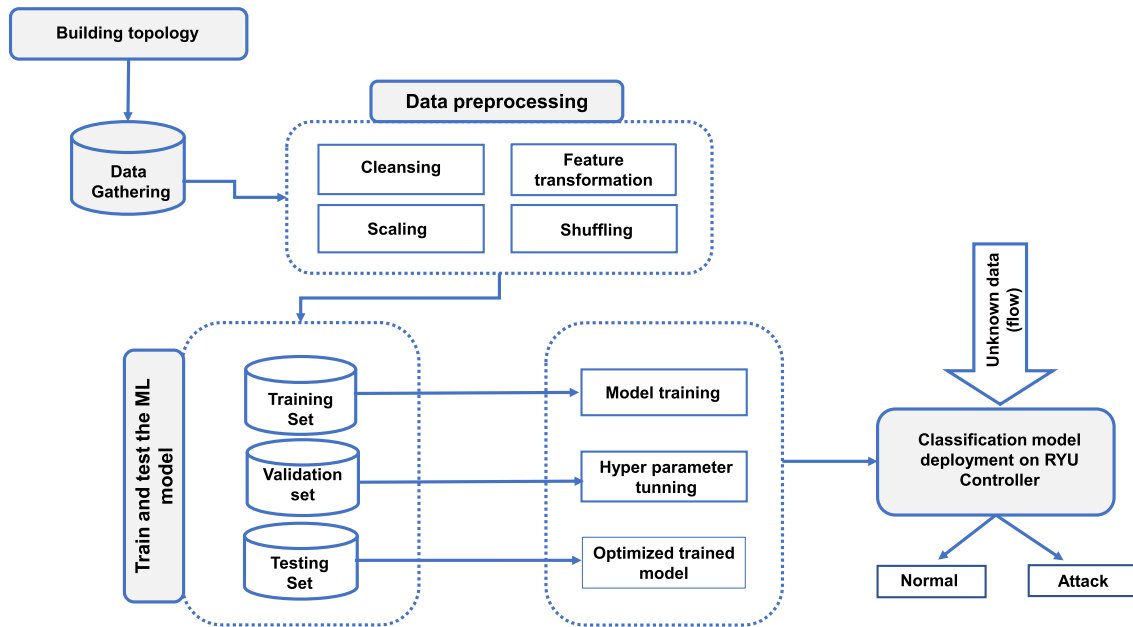 Building topology
Data preprocessing
Data
Gathering
Cleansing
Feature
transformation
Scaling
Shuffling
Unknown data
(flow)
Train and test the ML
model
Training
Set
Model training
Validation
set
Hyper parameter
tunning
Testing
Set
Optimized trained
model
Classification model
deployment on RYU
Controller
Normal
Attack